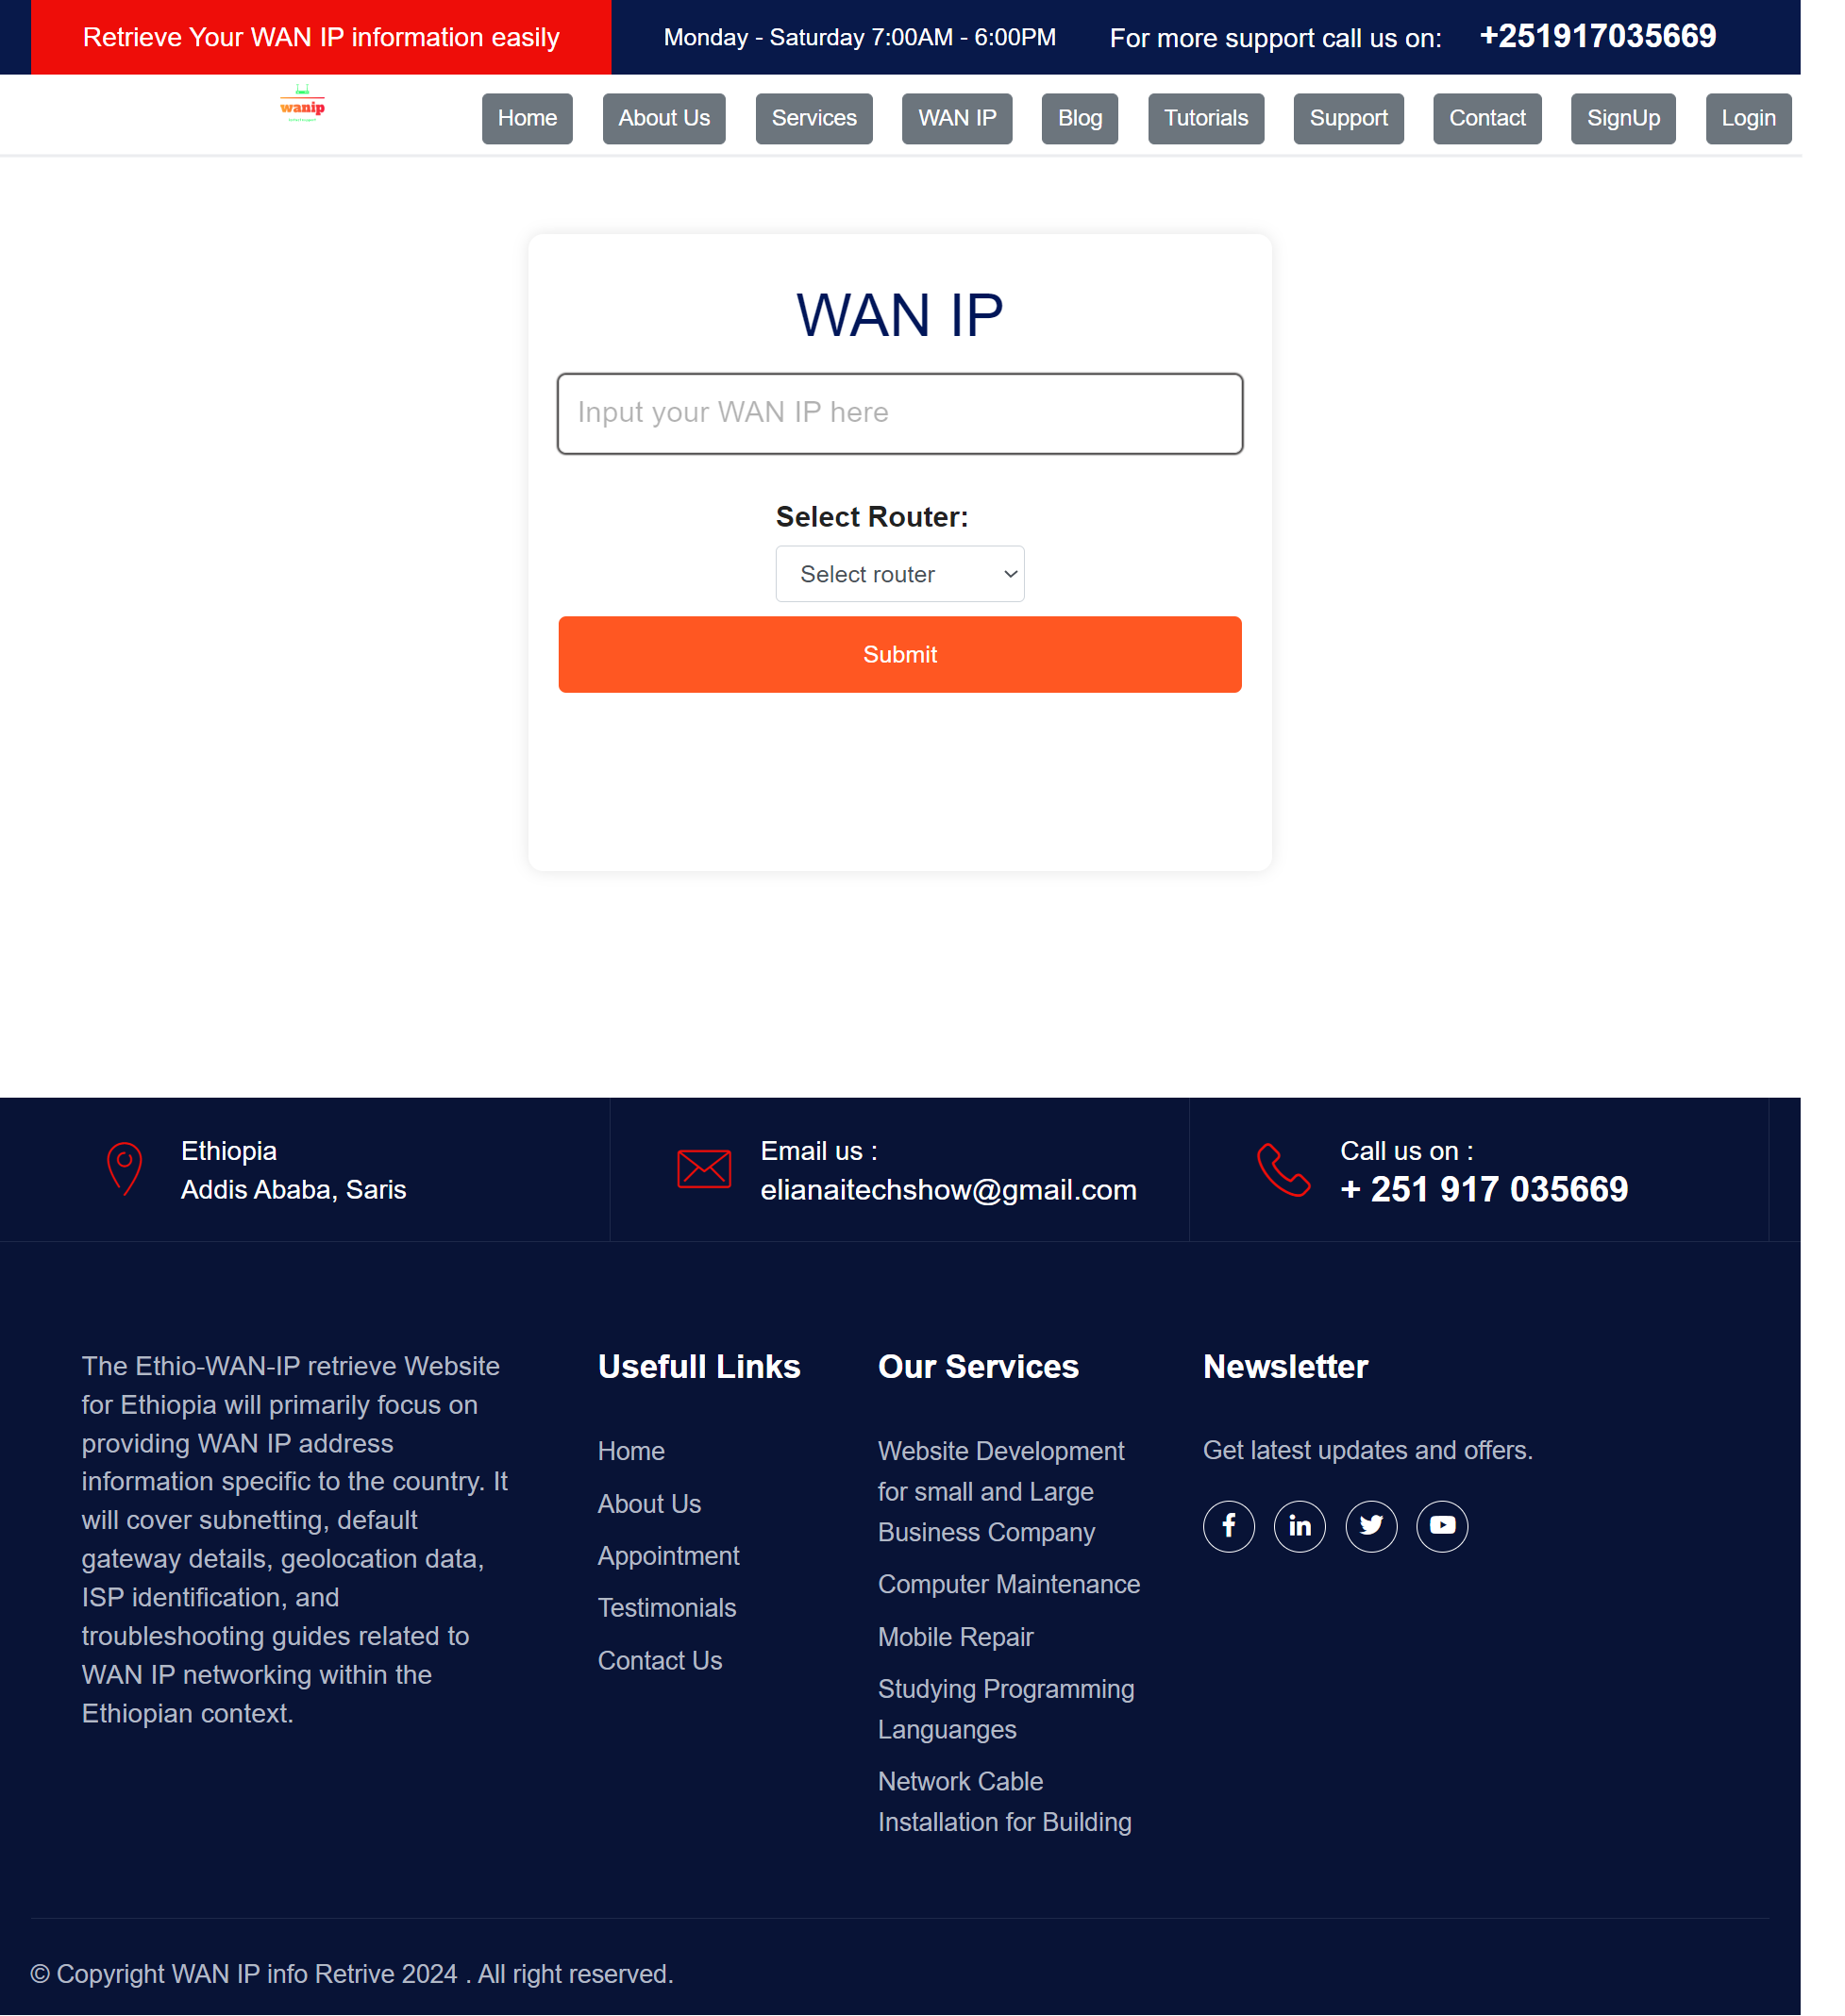 Retrieve Your WAN IP information easily
Monday - Saturday 7:00AM - 6:00PM
For more support call us on:
+251917035669
wanip
Home
About Us
Services
WAN IP
Blog
Tutorials
Support
Contact
SignUp
Login
WAN IP
Input your WAN IP here
Select Router:
Select router
Submit
Ethiopia
Addis Ababa, Saris
Email us :
elianaitechshow@gmail.com
Call us on :
+ 251 917 035669
The Ethio-WAN-IP retrieve Website
for Ethiopia will primarily focus on
providing WAN IP address
information specific to the country. It
will cover subnetting, default
gateway details, geolocation data,
ISP identification, and
troubleshooting guides related to
WAN IP networking within the
Ethiopian context.
Usefull Links
Home
About Us
Appointment
Testimonials
Contact Us
Our Services
Website Development
for small and Large
Business Company
Computer Maintenance
Mobile Repair
Studying Programming
Languanges
Network Cable
Installation for Building
Newsletter
Get latest updates and offers.
© Copyright WAN IP info Retrive 2024 . All right reserved.